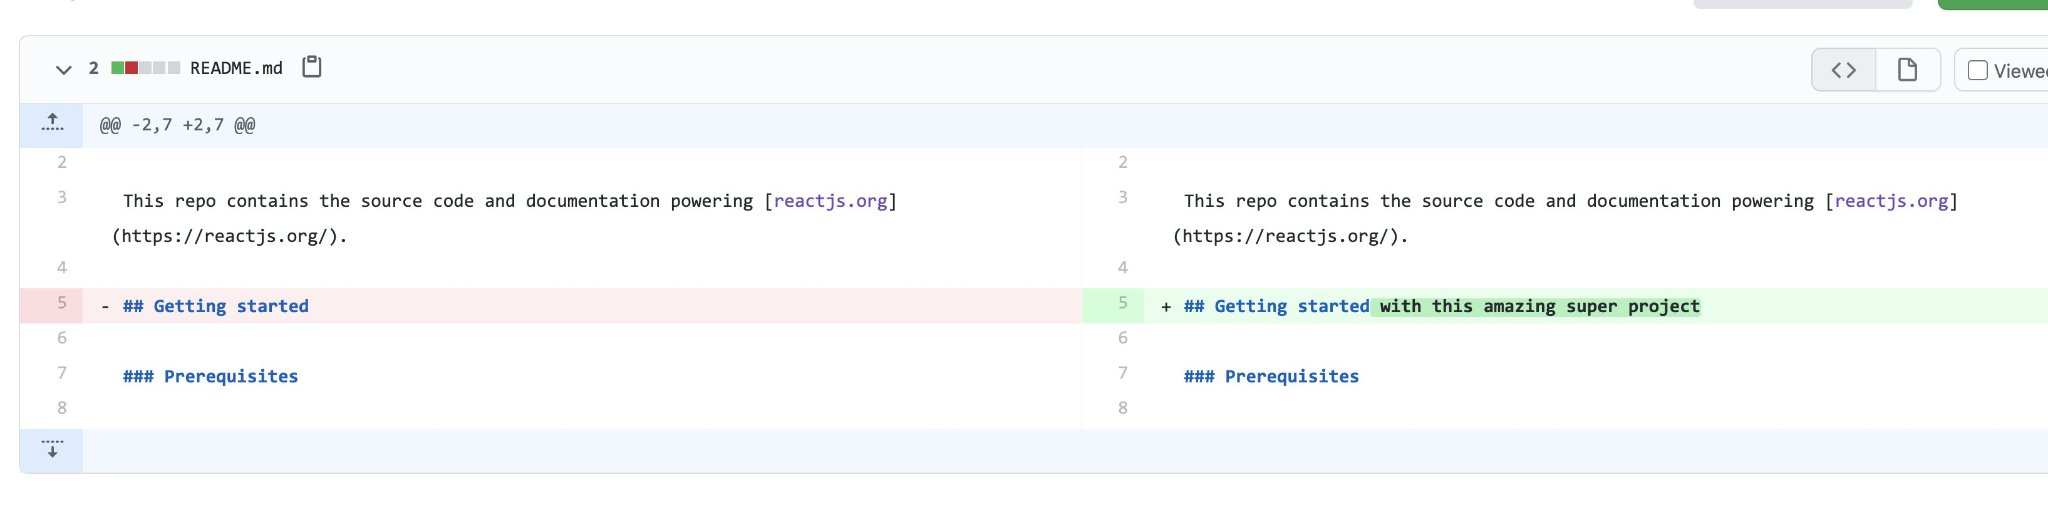 2 README.md Viewe
@@ -2,7 +2,7 @@
2 2
3 This repo contains the source code and documentation powering [reactjs.org] 3 This repo contains the source code and documentation powering [reactjs.org]
(https://reactjs.org/). (https://reactjs.org/).
4 4
5 - ## Getting started 5 + ## Getting started with this amazing super project
6 6
7 ### Prerequisites 7 ### Prerequisites
8 8